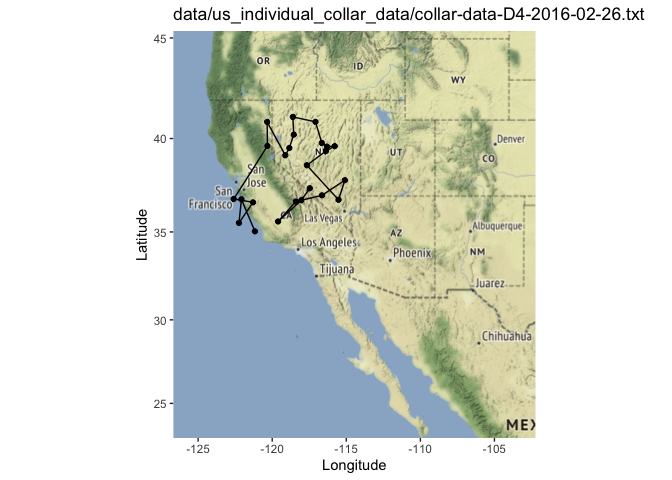 data/us_individual_collar_data/collar-data-D4-2016-02-26.txt
45
OR
ID
WY
40
Denver
UT
CO
San
Jose
San
Francisco
CA
Las Vegas
Albuquerque
35
Los Angeles
AZ
NM
Phoenix
Tijuana
Juarez
30
Chihuahua
25
MEX
-125
-120
-115
-110
-105
Longitude
Latitude